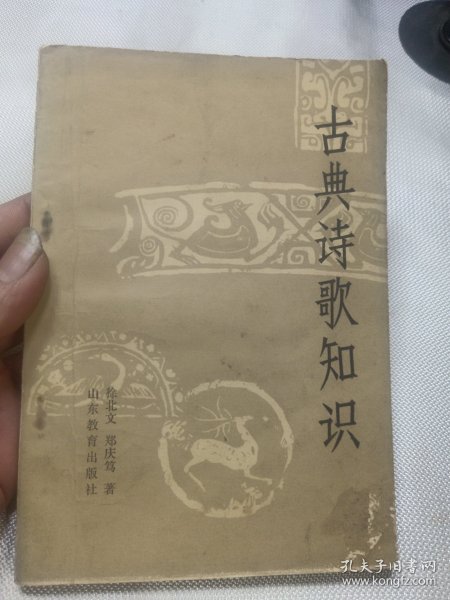 古典诗歌知识
徐北文 郑庆笃 著
山东教育出版社
孔夫子旧书网
www.kongfz.com